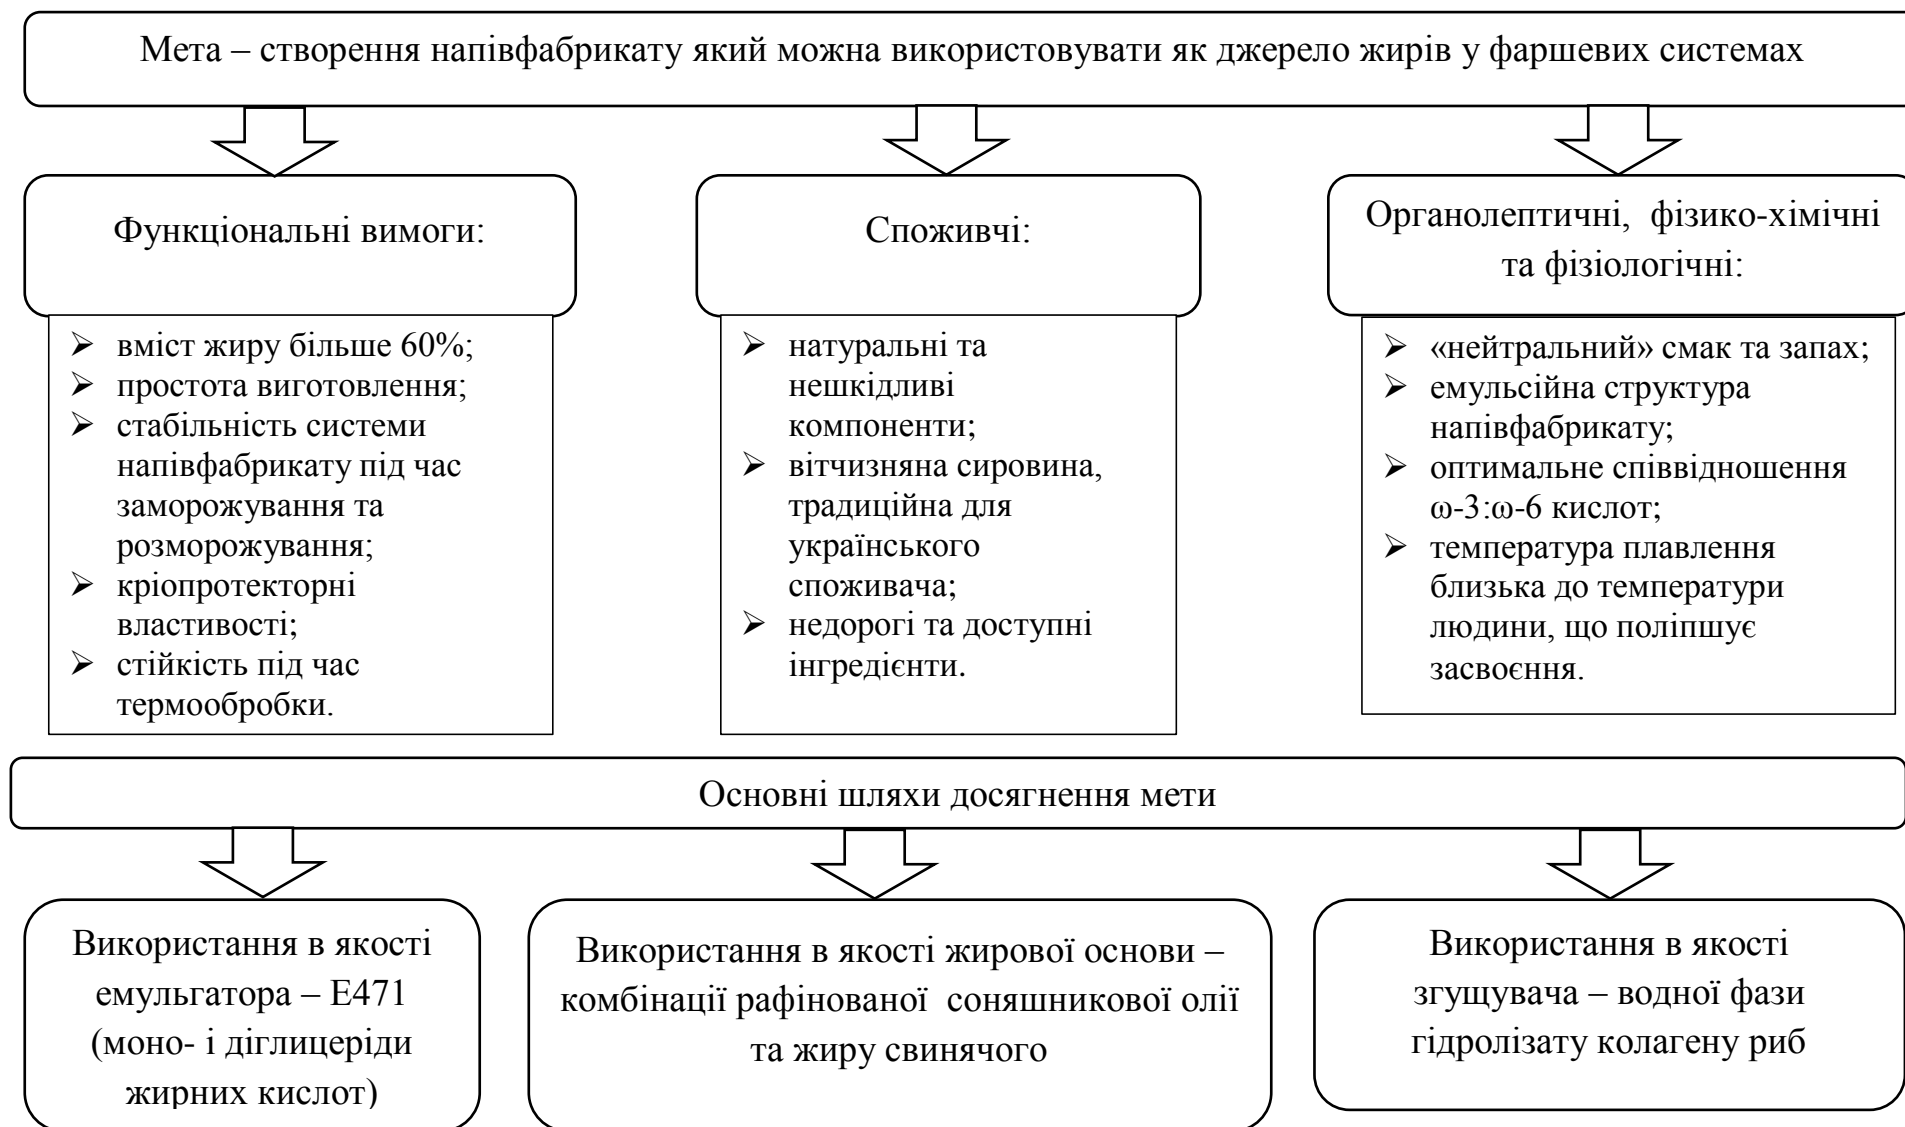 Мета – створення напівфабрикату який можна використовувати як джерело жирів у фаршевих системах
Функціональні вимоги:
➢ вміст жиру більше 60%;
➢ простота виготовлення;
➢ стабільність системи
напівфабрикату під час
заморожування та
розморожування;
➢ кріопротекторні
властивості;
➢ стійкість під час
термообробки.
Споживчі:
➢ натуральні та
нешкідливі
компоненти;
➢ вітчизняна сировина,
традиційна для
українського
споживача;
➢ недорогі та доступні
інгредієнти.
Органолептичні, фізико-хімічні
та фізіологічні:
➢ «нейтральний» смак та запах;
➢ емульсійна структура
напівфабрикату;
➢ оптимальне співвідношення
ω-3:ω-6 кислот;
➢ температура плавлення
близька до температури
людини, що поліпшує
засвоєння.
Основні шляхи досягнення мети
Використання в якості
емульгатора – Е471
(моно- і дігліцеріди
жирних кислот)
Використання в якості жирової основи –
комбінації рафінованої соняшникової олії
та жиру свинячого
Використання в якості
згущувача – водної фази
гідролізату колагену риб